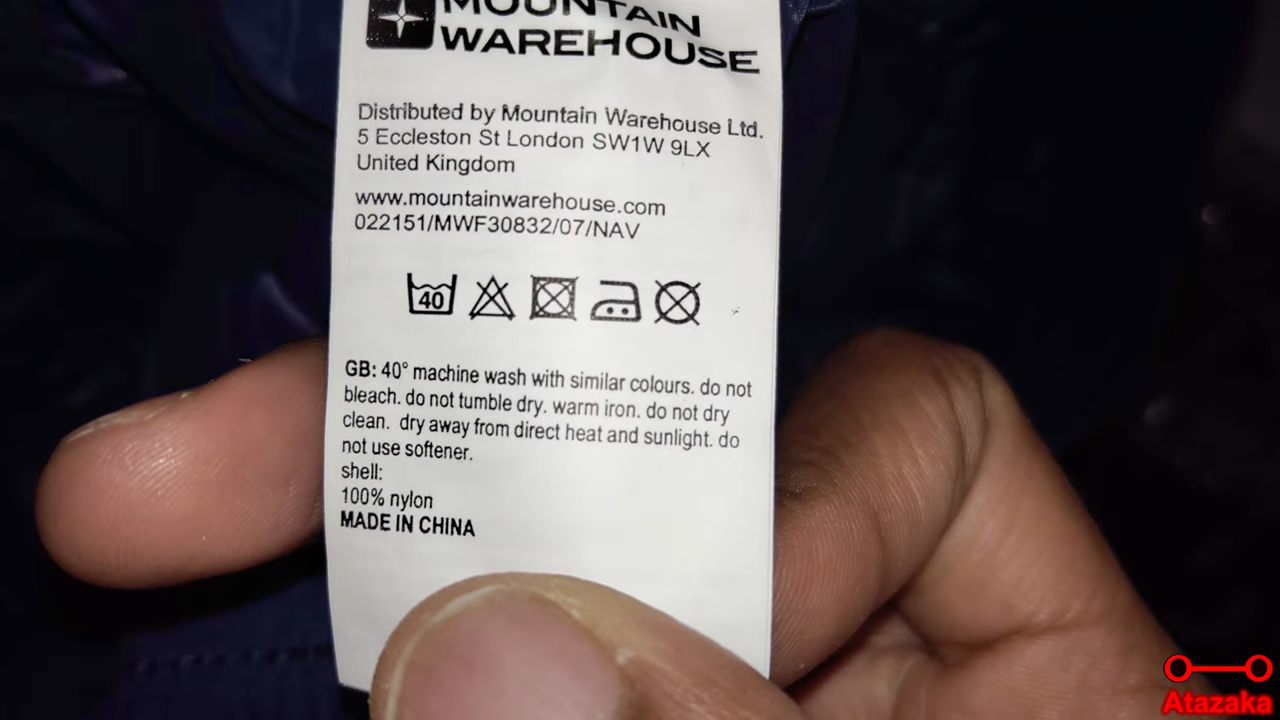 MOUNTAIN
WAREHOUSE
Distributed by Mountain Warehouse Ltd.
5 Eccleston St London SW1W 9LX
United Kingdom
www.mountainwarehouse.com
022151/MWF30832/07/NAV
40
GB: 40° machine wash with similar colours. do not
bleach. do not tumble dry. warm iron. do not dry
clean. dry away from direct heat and sunlight. do
not use softener.
shell:
100% nylon
MADE IN CHINA
Atazaka